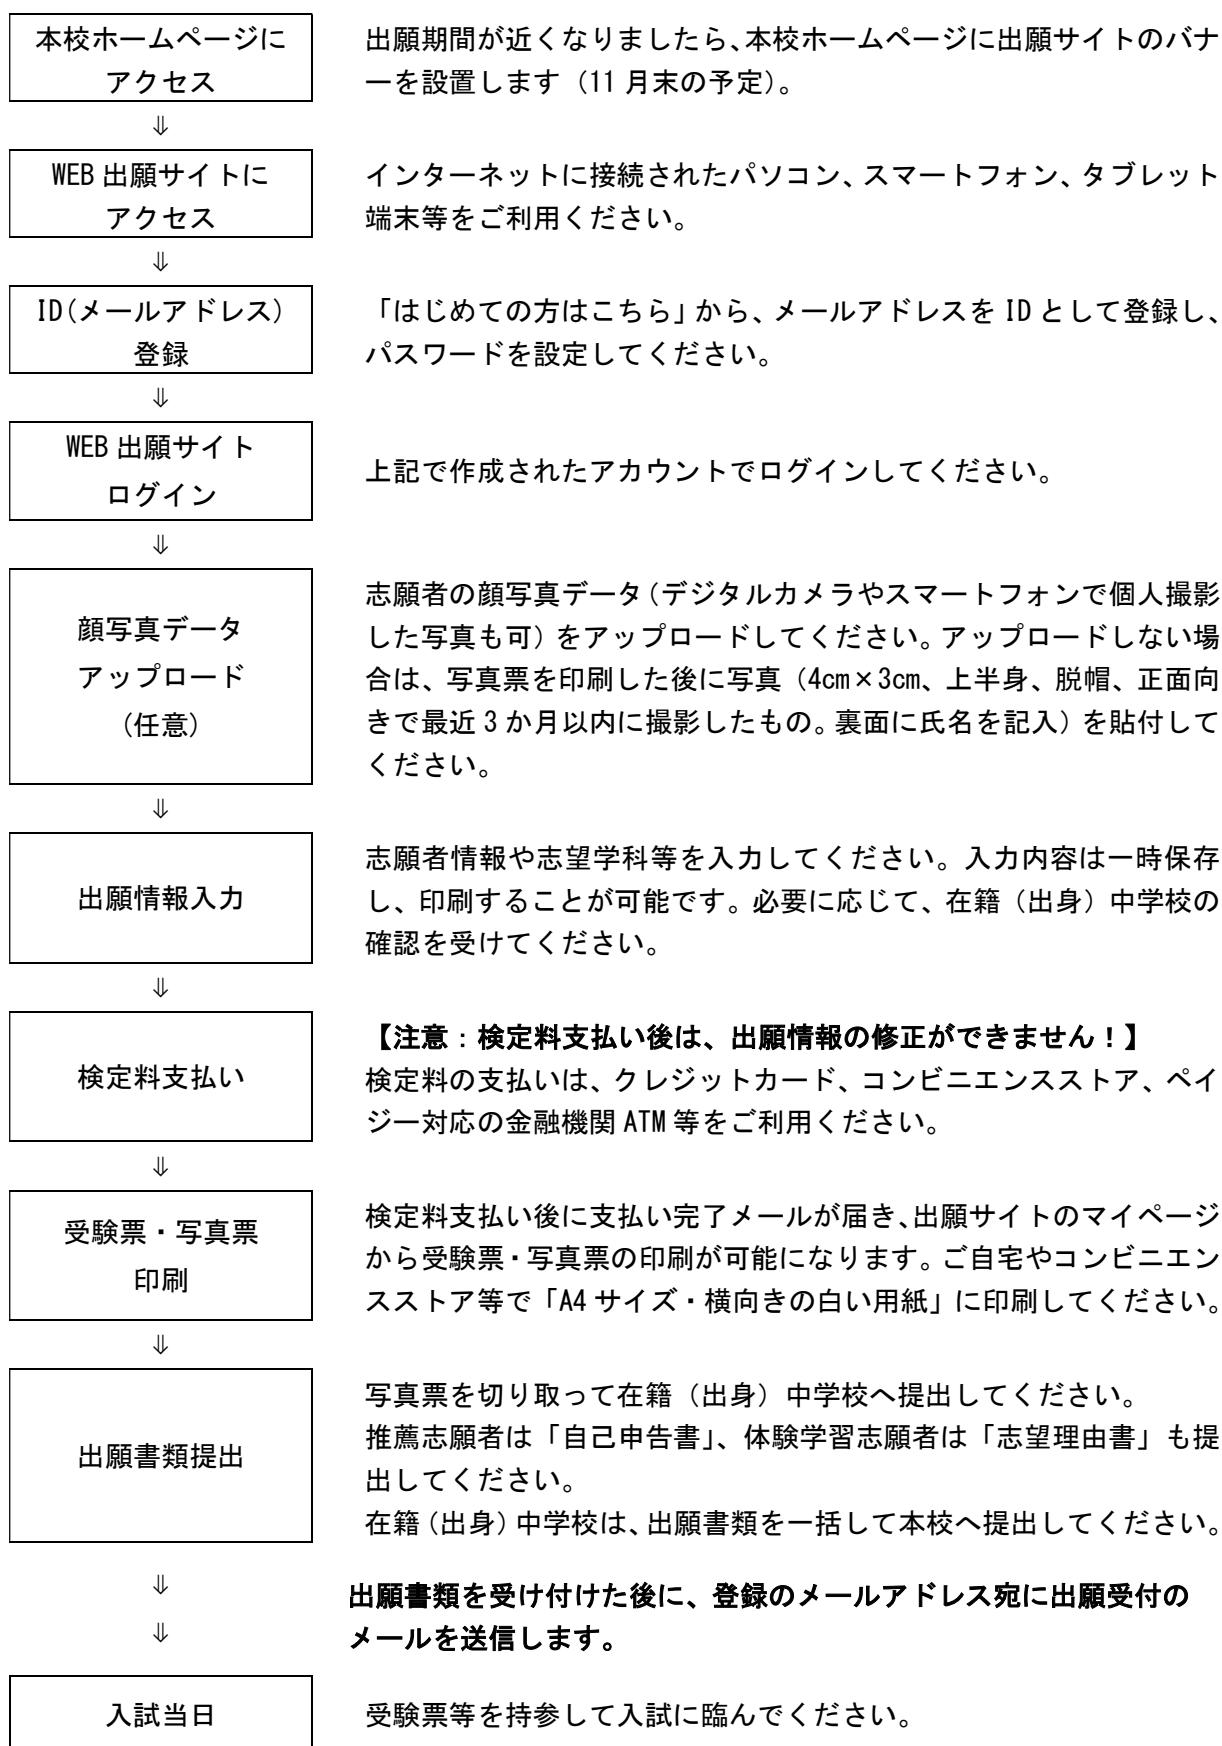 本校ホームページに
アクセス
出願期間が近くなりましたら、本校ホームページに出願サイトのバナ
ーを設置します（11 月末の予定）。
⇓
WEB 出願サイトに
アクセス
インターネットに接続されたパソコン、スマートフォン、タブレット
端末等をご利用ください。
⇓
ID（メールアドレス）
登録
「はじめての方はこちら」から、メールアドレスを ID として登録し、
パスワードを設定してください。
⇓
WEB 出願サイト
ログイン
上記で作成されたアカウントでログインしてください。
⇓
顔写真データ
アップロード
（任意）
志願者の顔写真データ（デジタルカメラやスマートフォンで個人撮影
した写真も可）をアップロードしてください。アップロードしない場
合は、写真票を印刷した後に写真（4cm×3cm、上半身、脱帽、正面向
きで最近 3 か月以内に撮影したもの。裏面に氏名を記入）を貼付して
ください。
⇓
出願情報入力
志願者情報や志望学科等を入力してください。入力内容は一時保存
し、印刷することが可能です。必要に応じて、在籍（出身）中学校の
確認を受けてください。
⇓
検定料支払い
【注意：検定料支払い後は、出願情報の修正ができません！】
検定料の支払いは、クレジットカード、コンビニエンスストア、ペイ
ジー対応の金融機関 ATM 等をご利用ください。
⇓
受験票・写真票
印刷
検定料支払い後に支払い完了メールが届き、出願サイトのマイページ
から受験票・写真票の印刷が可能になります。ご自宅やコンビニエン
スストア等で「A4 サイズ・横向きの白い用紙」に印刷してください。
⇓
出願書類提出
写真票を切り取って在籍（出身）中学校へ提出してください。
推薦志願者は「自己申告書」、体験学習志願者は「志望理由書」も提
出してください。
在籍（出身）中学校は、出願書類を一括して本校へ提出してください。
⇓
⇓
出願書類を受け付けた後に、登録のメールアドレス宛に出願受付の
メールを送信します。
入試当日
受験票等を持参して入試に臨んでください。